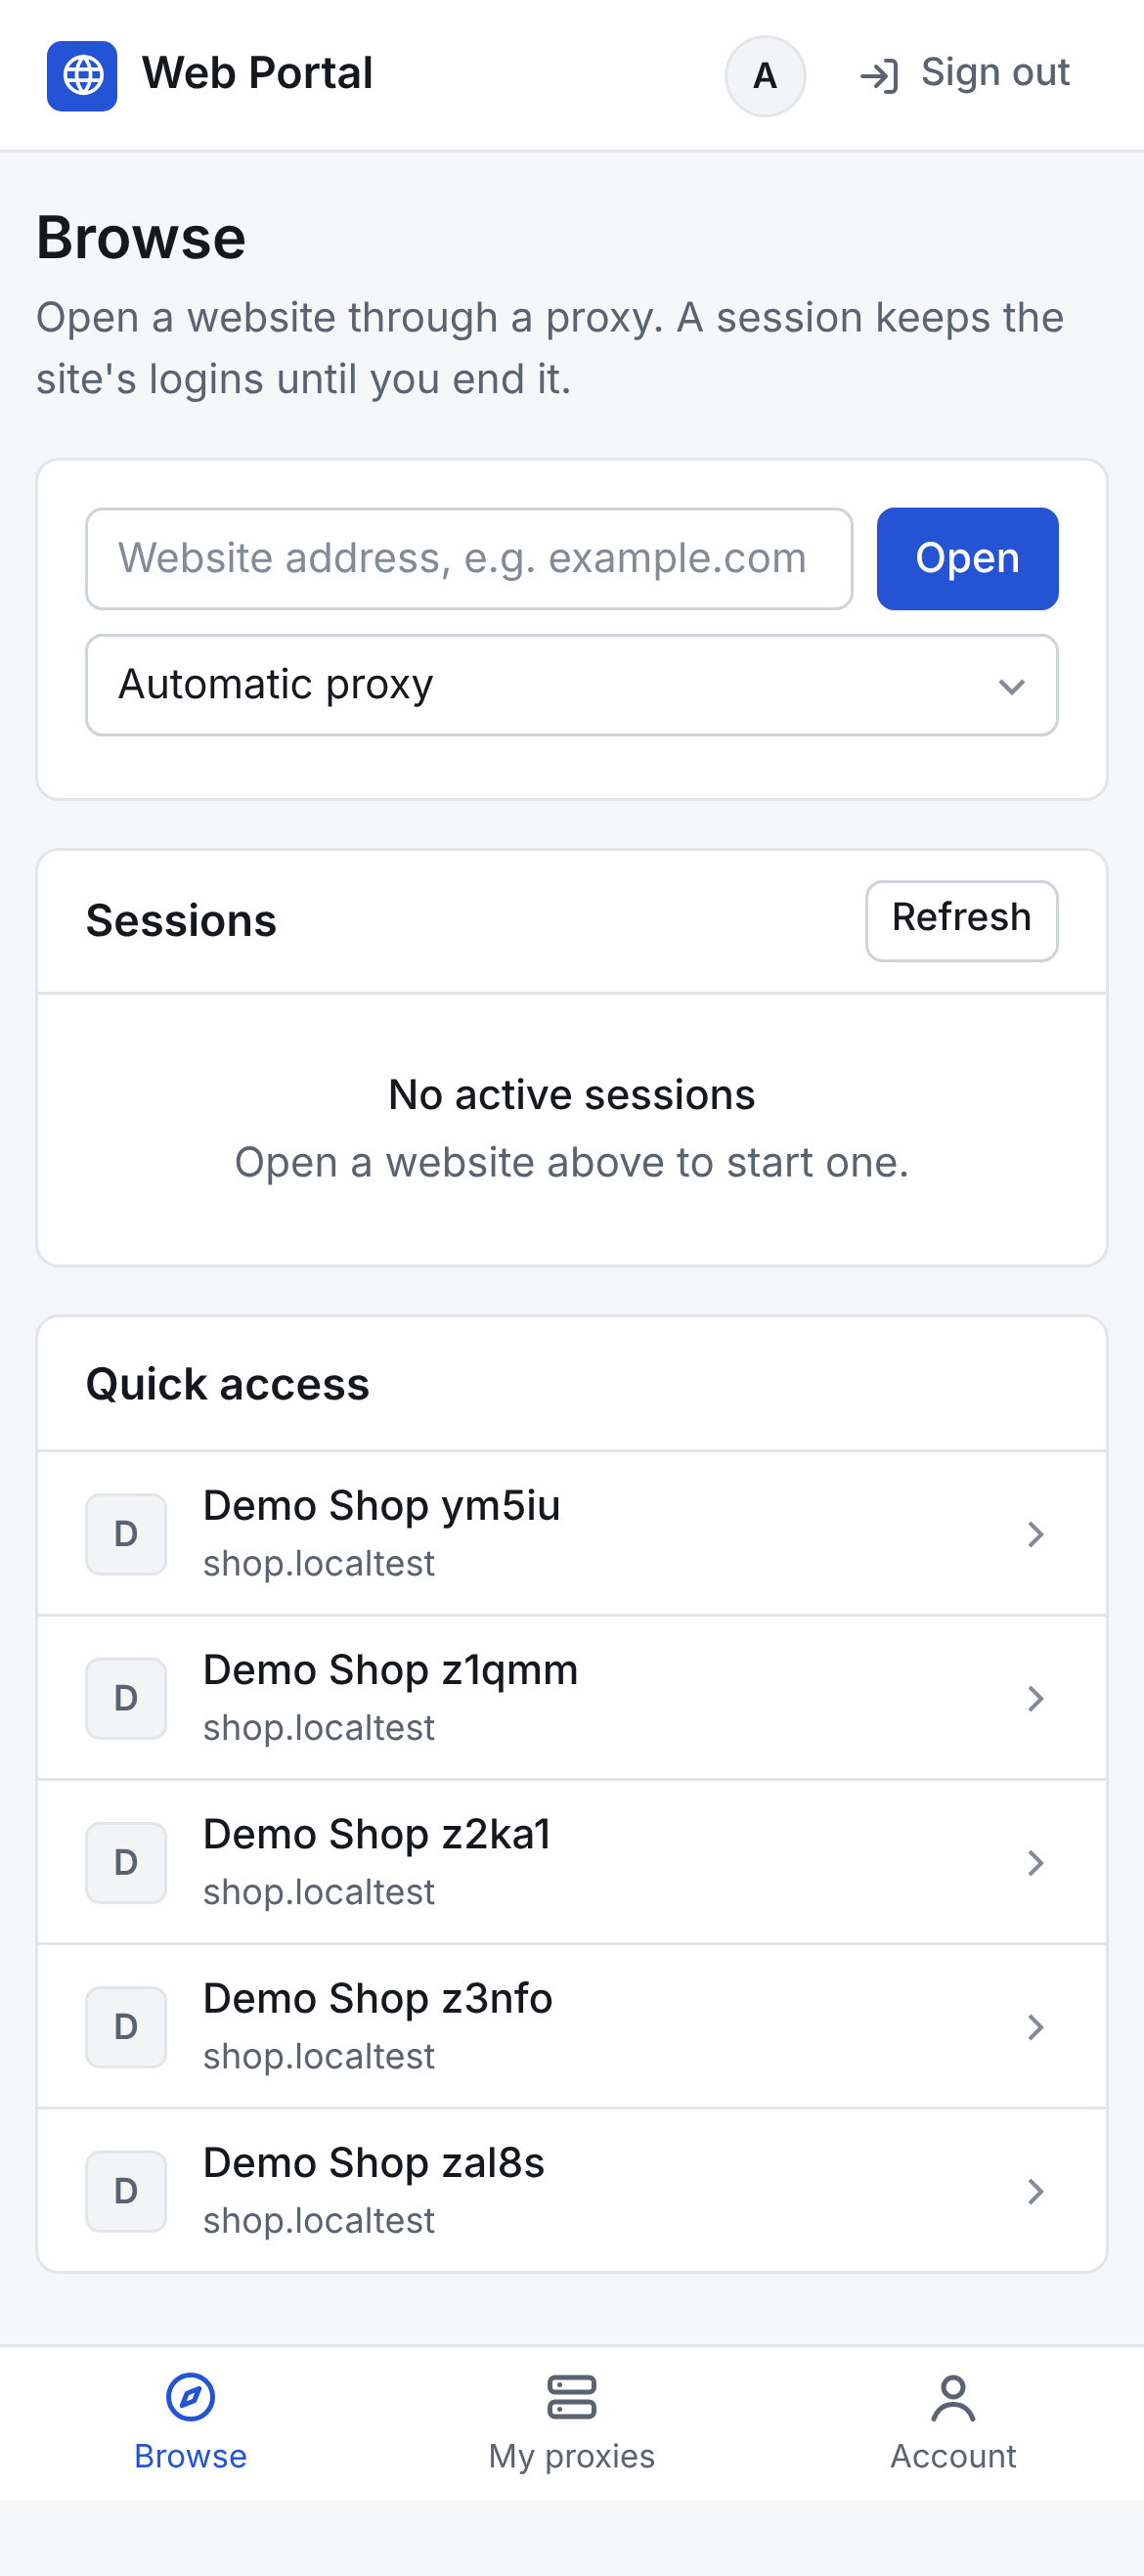 Web Portal
A
Sign out
Browse
Open a website through a proxy. A session keeps the
site's logins until you end it.
Website address, e.g. example.com
Open
Automatic proxy
Sessions
Refresh
No active sessions
Open a website above to start one.
Quick access
D
Demo Shop ym5iu
shop.localtest
D
Demo Shop z1qmm
shop.localtest
D
Demo Shop z2ka1
shop.localtest
D
Demo Shop z3nfo
shop.localtest
D
Demo Shop zal8s
shop.localtest
Browse
My proxies
Account